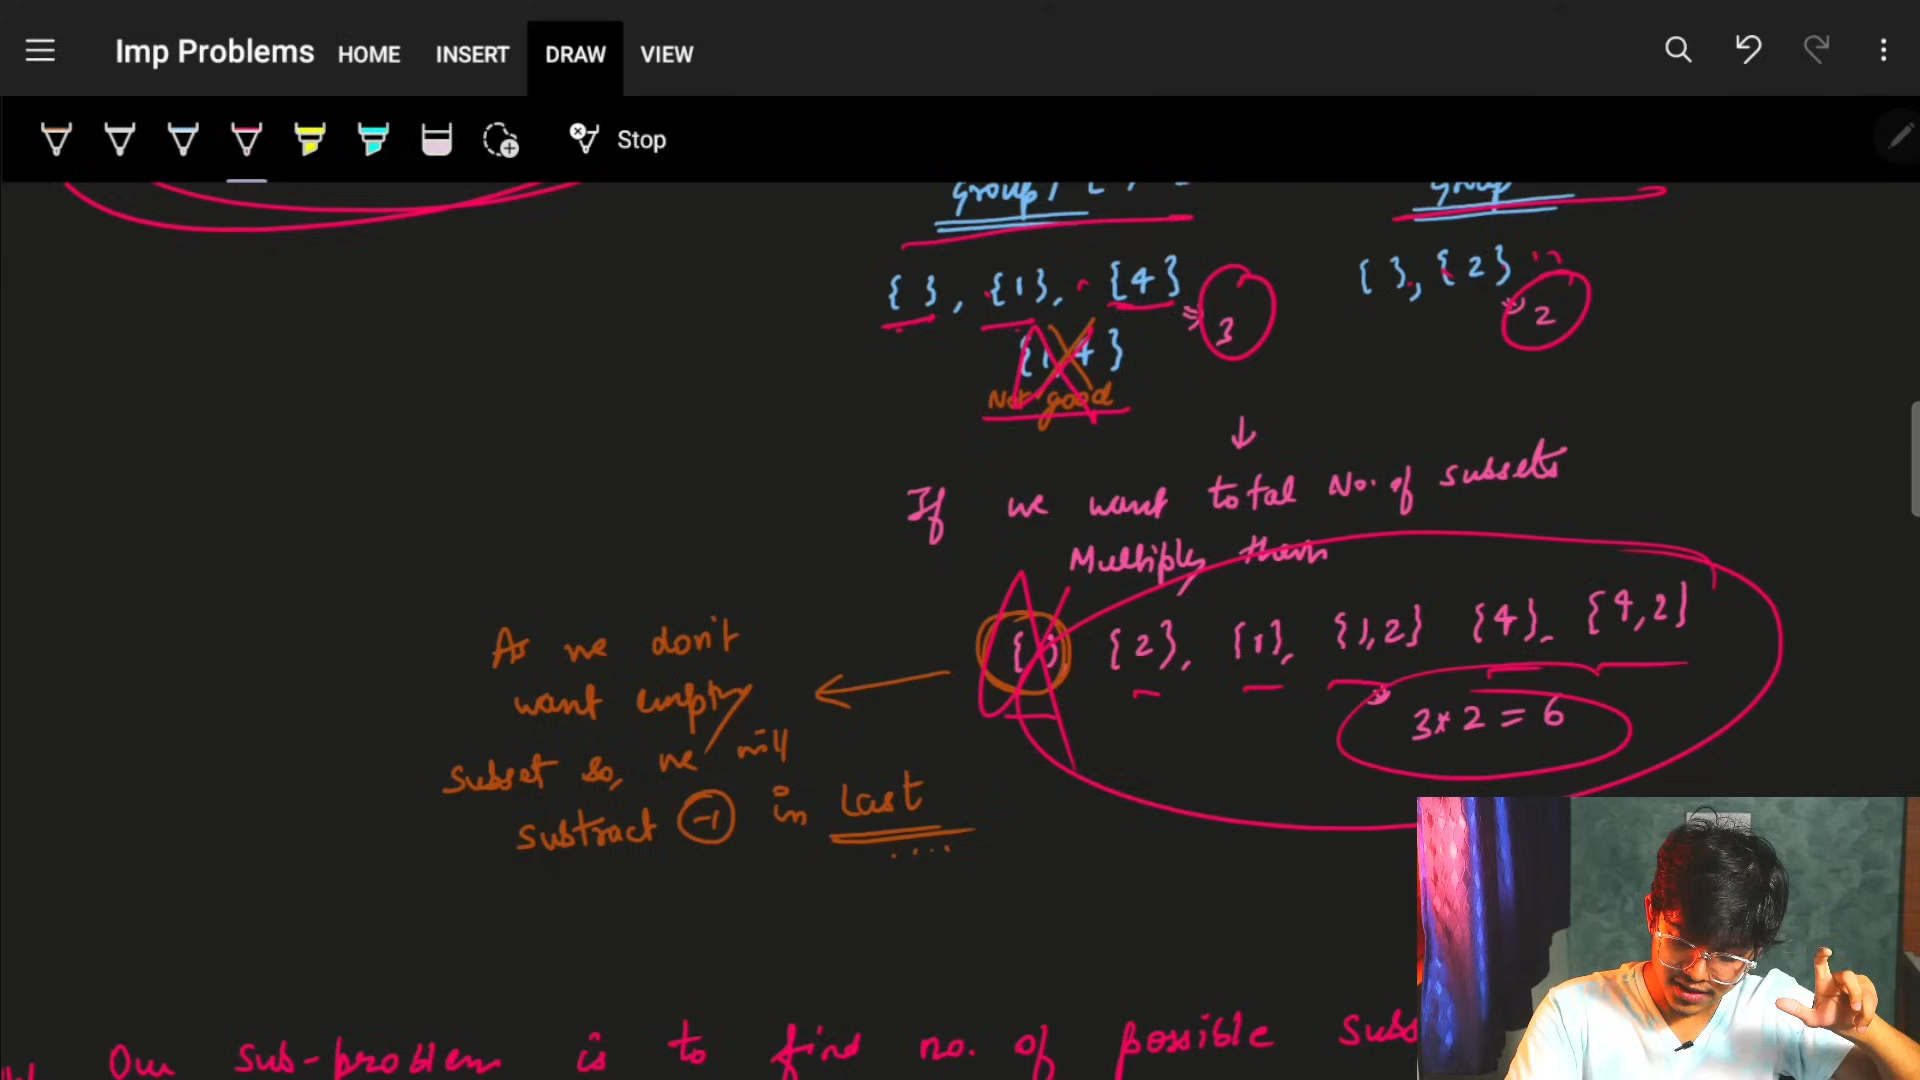 Imp Problems HOME INSERT DRAW VIEW
Stop
Group
Group
{ }, {1}, {4}
3
{ }, {2}
2
{1,4}
Not good
↓
If we want total No. of subsets
Multiply them
{ } {2}, {1}, {1,2} {4}, {4,2}
3*2 = 6
As we don't
want empty
subset so, we will
subtract -1 in Last
....
Our sub-problem is to find no. of possible subs